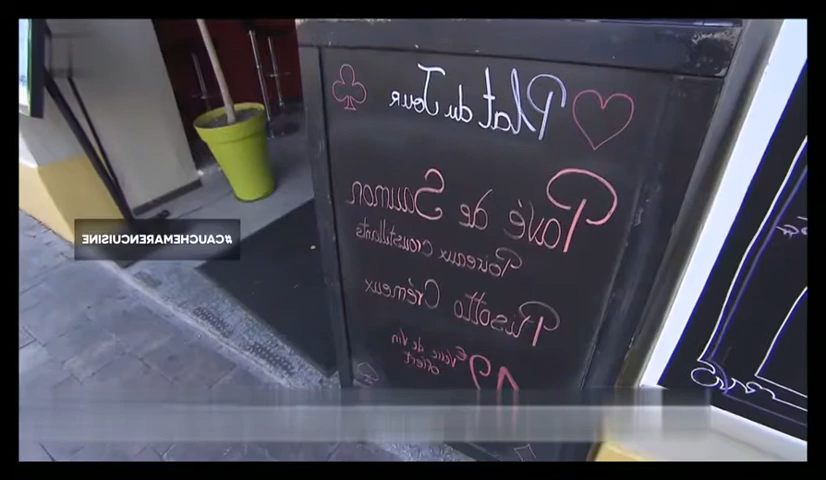 Plat du Jour
Pavé de Saumon
Poireaux croustillants
Risotto Crémeux
Verre de Vin
offert
#CAUCHEMARENCUISINE